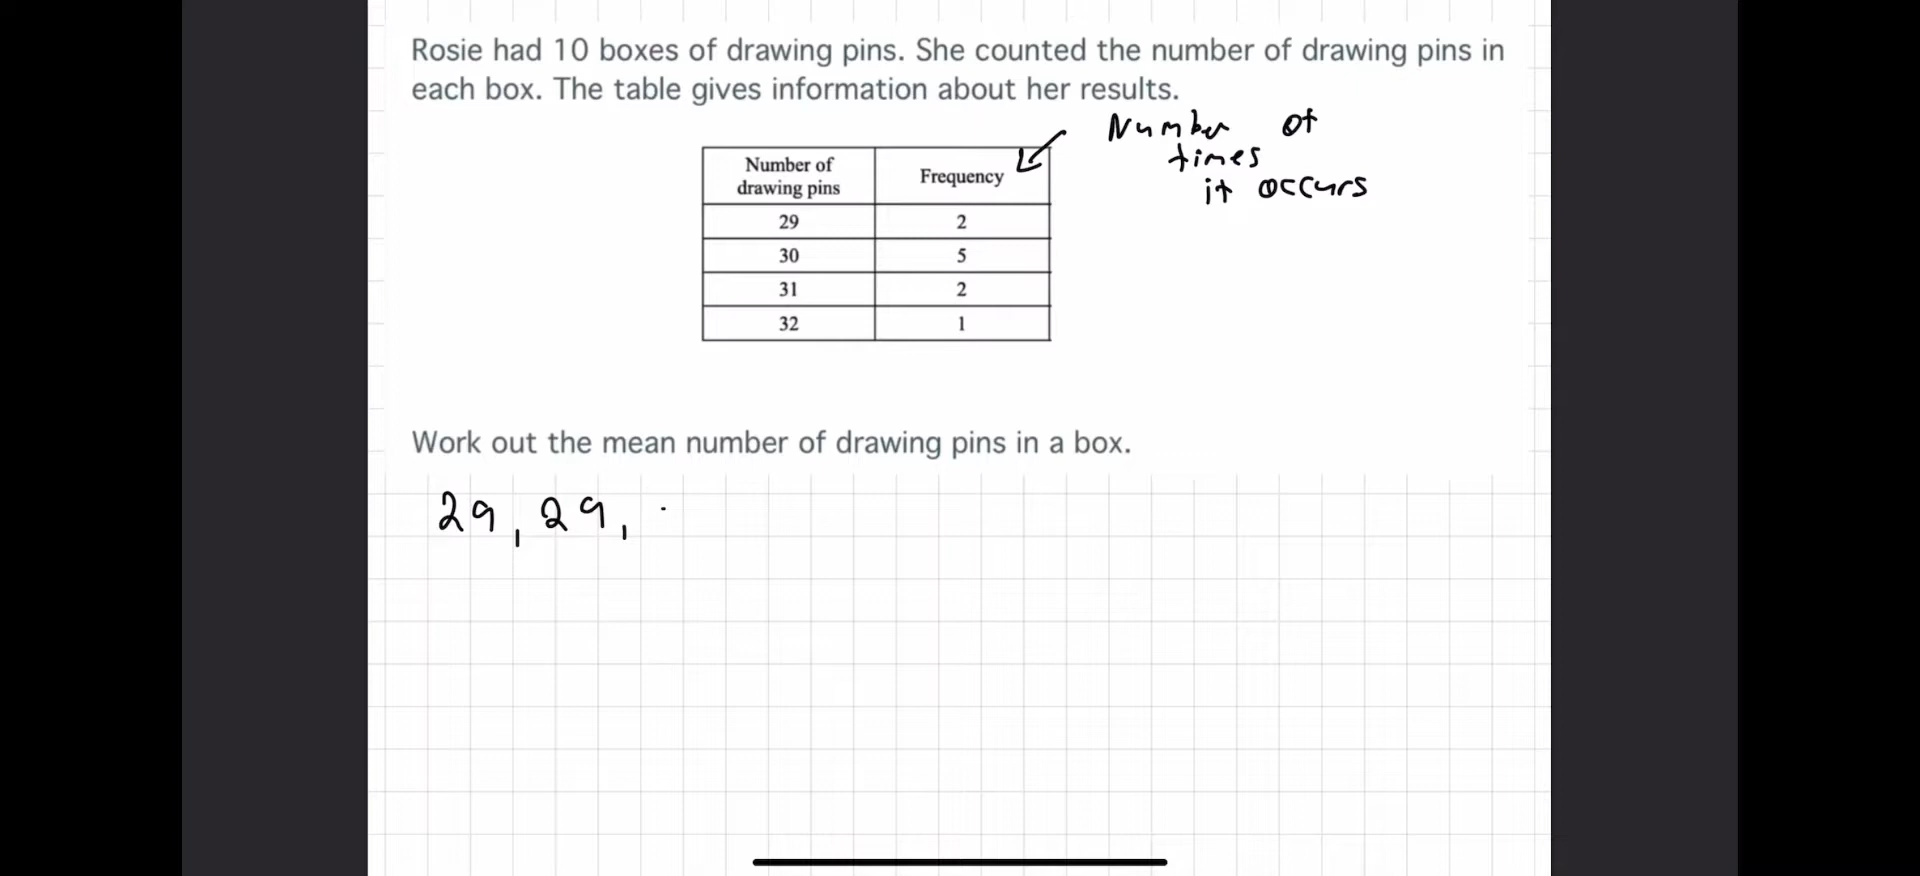 Rosie had 10 boxes of drawing pins. She counted the number of drawing pins in
each box. The table gives information about her results.
Number of
times
it occurs
Number of
drawing pins
Frequency
29 2
30 5
31 2
32 1
Work out the mean number of drawing pins in a box.
29, 29,